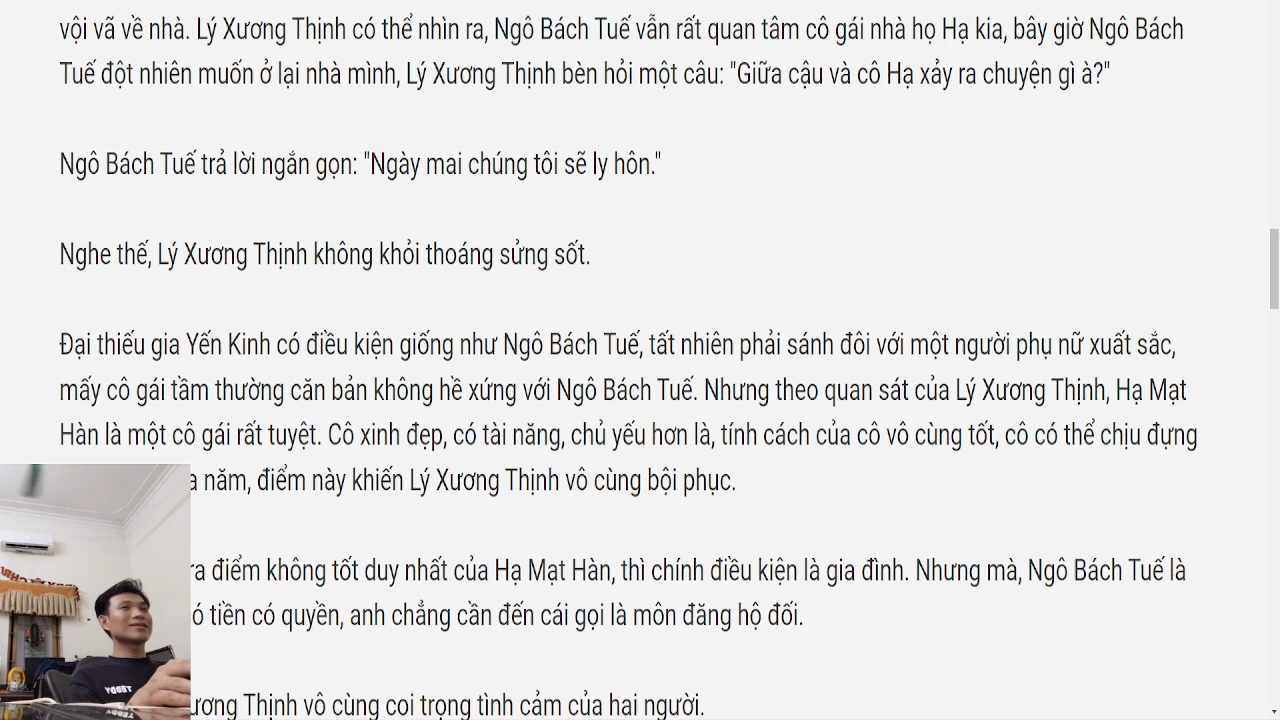 vội vã về nhà. Lý Xương Thịnh có thể nhìn ra, Ngô Bách Tuế vẫn rất quan tâm cô gái nhà họ Hạ kia, bây giờ Ngô Bách
Tuế đột nhiên muốn ở lại nhà mình, Lý Xương Thịnh bèn hỏi một câu: "Giữa cậu và cô Hạ xảy ra chuyện gì à?"
Ngô Bách Tuế trả lời ngắn gọn: "Ngày mai chúng tôi sẽ ly hôn."
Nghe thế, Lý Xương Thịnh không khỏi thoáng sửng sốt.
Đại thiếu gia Yến Kinh có điều kiện giống như Ngô Bách Tuế, tất nhiên phải sánh đôi với một người phụ nữ xuất sắc,
mấy cô gái tầm thường căn bản không hề xứng với Ngô Bách Tuế. Nhưng theo quan sát của Lý Xương Thịnh, Hạ Mạt
Hàn là một cô gái rất tuyệt. Cô xinh đẹp, có tài năng, chủ yếu hơn là, tính cách của cô vô cùng tốt, cô có thể chịu đựng
năm, điểm này khiến Lý Xương Thịnh vô cùng bội phục.
ra điểm không tốt duy nhất của Hạ Mạt Hàn, thì chính điều kiện là gia đình. Nhưng mà, Ngô Bách Tuế là
tiền có quyền, anh chẳng cần đến cái gọi là môn đăng hộ đối.
Thịnh vô cùng coi trọng tình cảm của hai người.
TEDDY